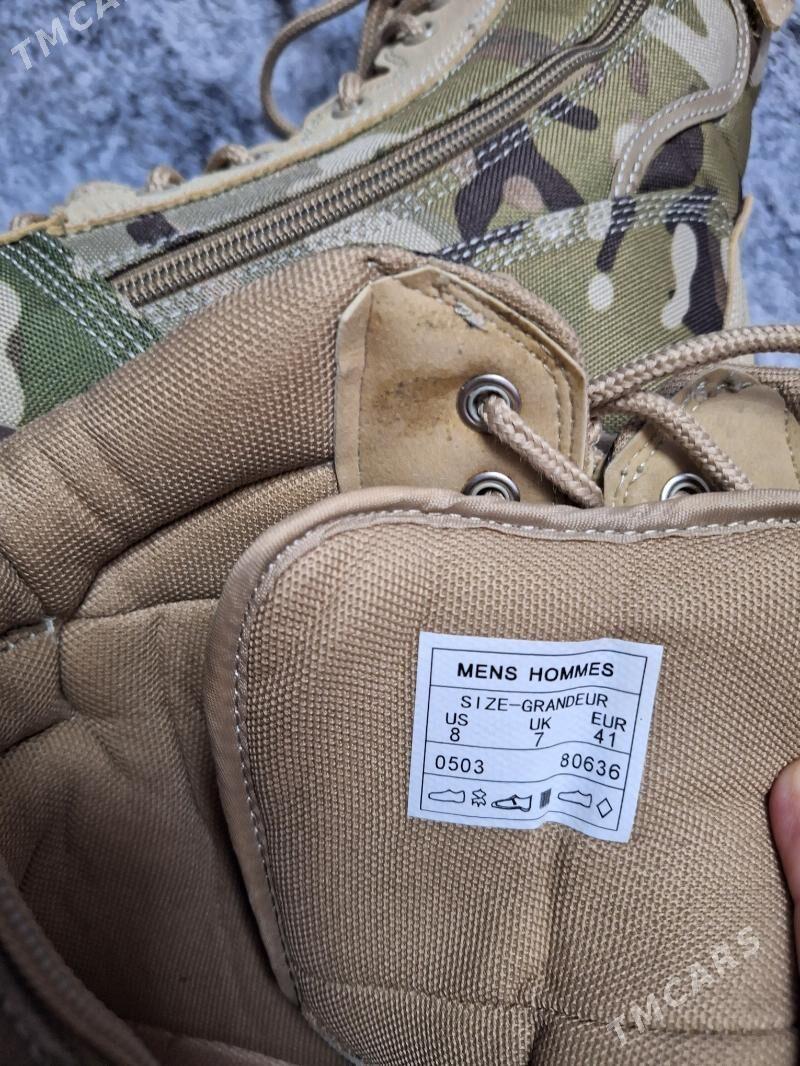 TMCARS
MENS HOMMES
SIZE-GRANDEUR
US UK EUR
8 7 41
0503 80636
TMCARS